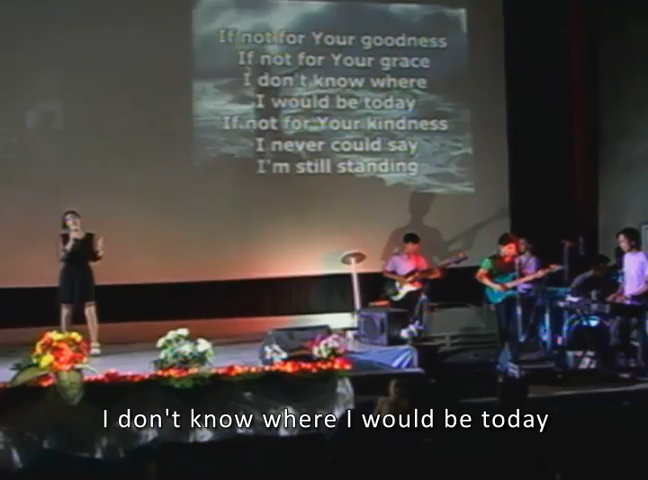 If not for Your goodness
If not for Your grace
I don't know where
I would be today
If not for Your kindness
I never could say
I'm still standing
I don't know where I would be today